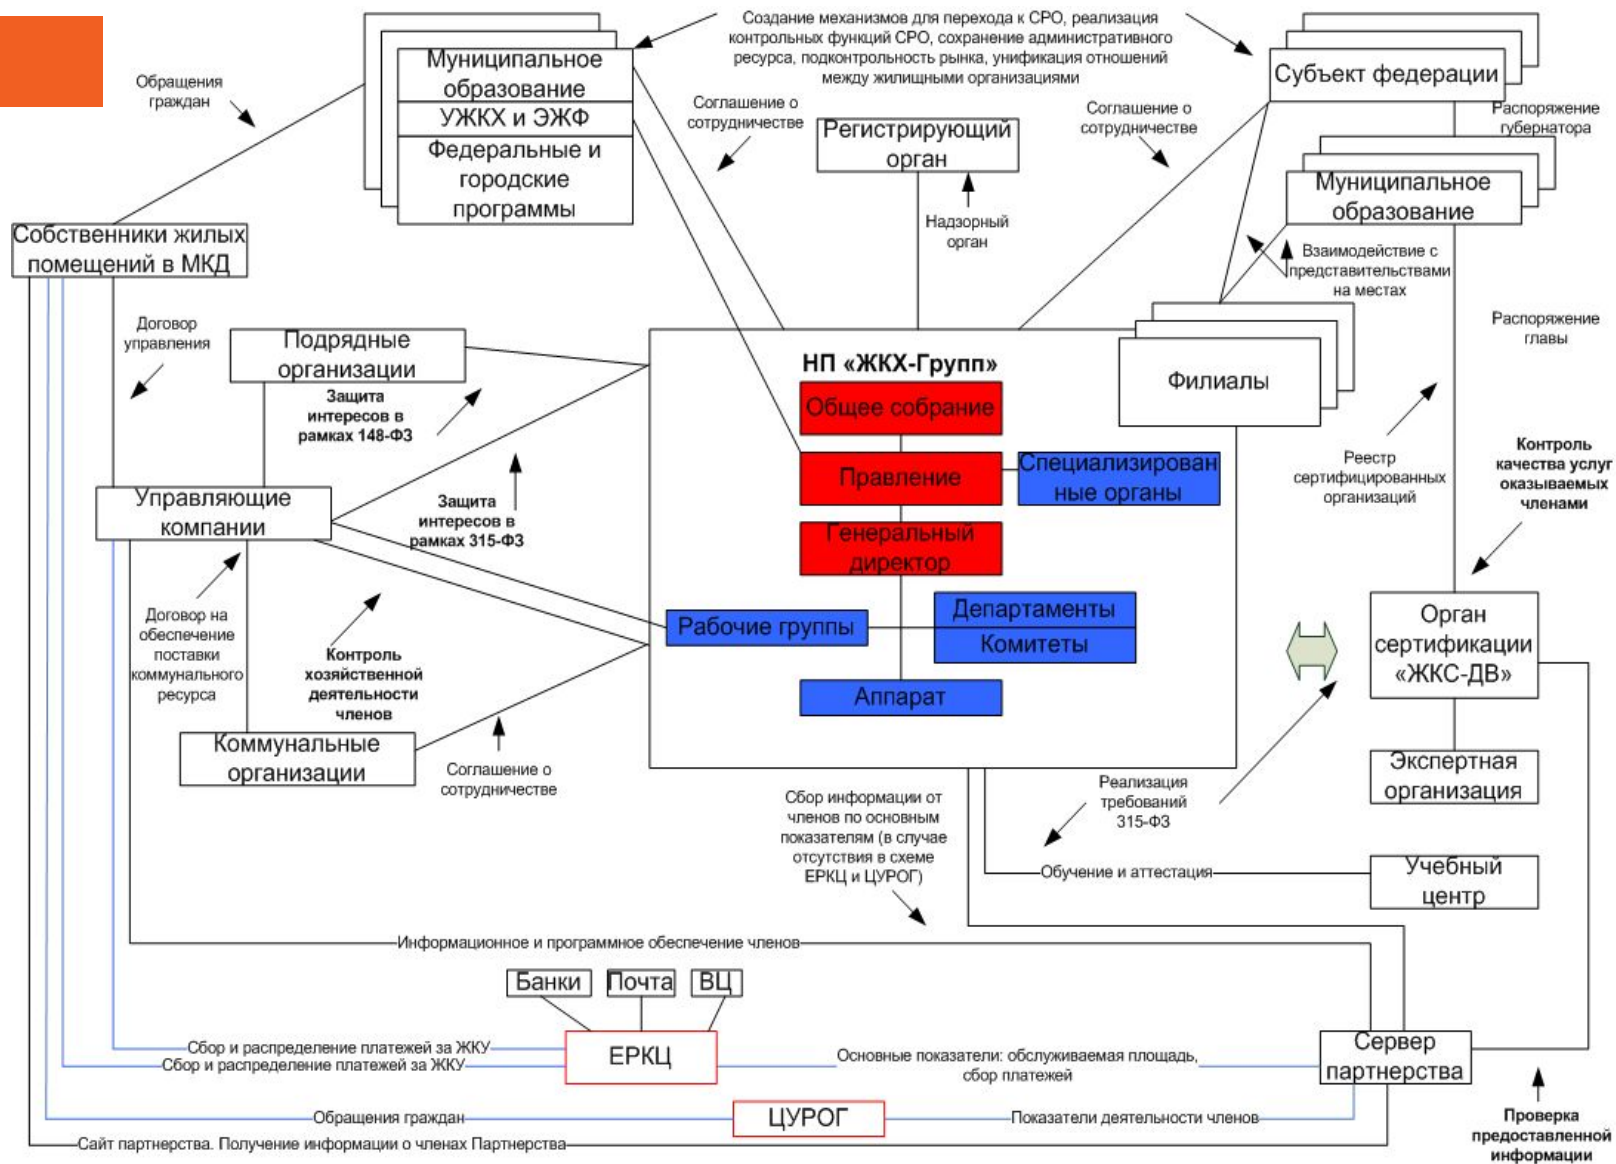 Создание механизмов для перехода к СРО, реализация
контрольных функций СРО, сохранение административного
ресурса, подконтрольность рынка, унификация отношений
между жилищными организациями
Обращения
граждан
Муниципальное
образование
УЖКХ и ЭЖФ
Федеральные и
городские
программы
Соглашение о
сотрудничестве
Регистрирующий
орган
Надзорный
орган
Соглашение о
сотрудничестве
Субъект федерации
Распоряжение
губернатора
Муниципальное
образование
Взаимодействие с
представительствами
на местах
Собственники жилых
помещений в МКД
Договор
управления
Подрядные
организации
Защита
интересов в
рамках 148-ФЗ
Управляющие
компании
Защита
интересов в
рамках 315-ФЗ
Договор на
обеспечение
поставки
коммунального
ресурса
Контроль
хозяйственной
деятельности
членов
Коммунальные
организации
Соглашение о
сотрудничестве
НП «ЖКХ-Групп»
Общее собрание
Правление
Специализирован
ные органы
Генеральный
директор
Рабочие группы
Департаменты
Комитеты
Аппарат
Филиалы
Распоряжение
главы
Реестр
сертифицированных
организаций
Контроль
качества услуг
оказываемых
членами
Орган
сертификации
«ЖКС-ДВ»
Экспертная
организация
Реализация
требований
315-ФЗ
Сбор информации от
членов по основным
показателям (в случае
отсутствия в схеме
ЕРКЦ и ЦУРОГ)
Обучение и аттестация
Учебный
центр
Информационное и программное обеспечение членов
Банки
Почта
ВЦ
Сбор и распределение платежей за ЖКУ
Сбор и распределение платежей за ЖКУ
ЕРКЦ
Основные показатели: обслуживаемая площадь,
сбор платежей
Сервер
партнерства
Обращения граждан
ЦУРОГ
Показатели деятельности членов
Сайт партнерства. Получение информации о членах Партнерства
Проверка
предоставленной
информации